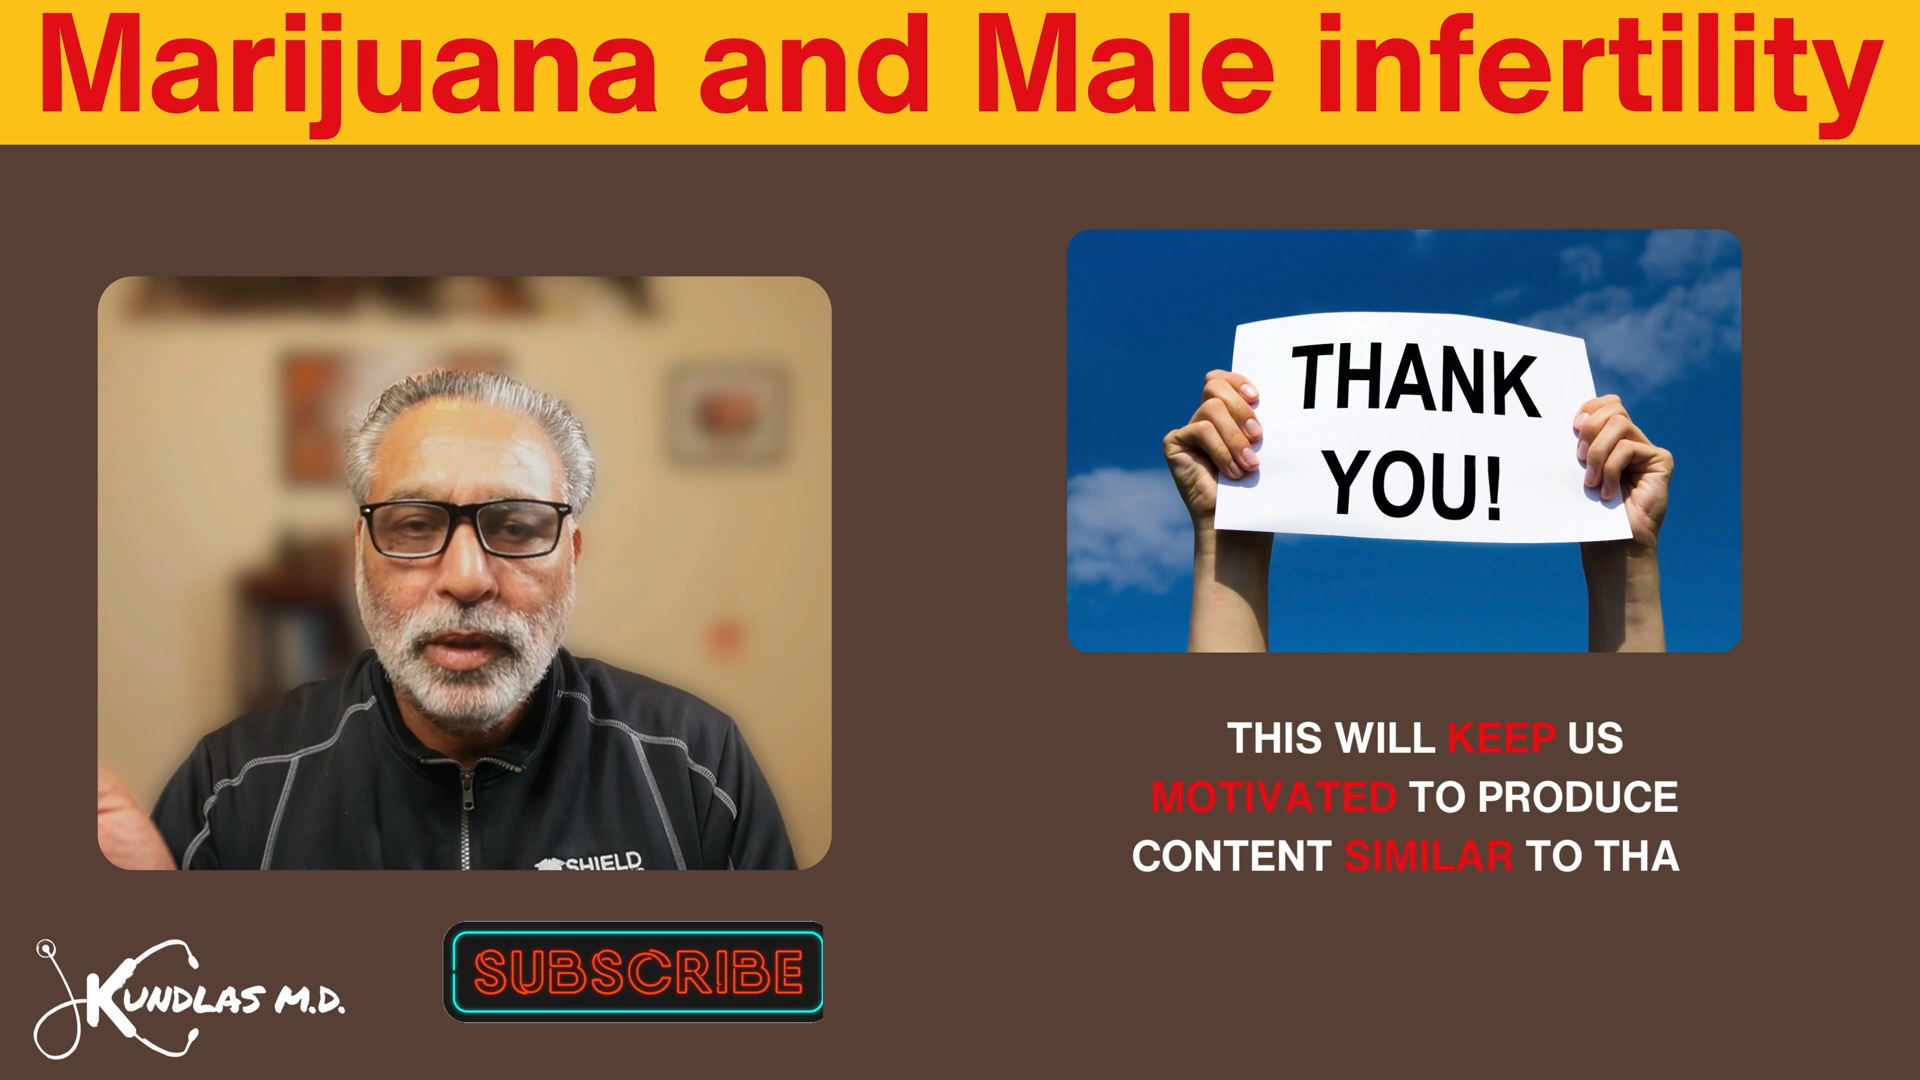 Marijuana and Male infertility
THANK
YOU!
THIS WILL KEEP US
MOTIVATED TO PRODUCE
CONTENT SIMILAR TO THA
SHIELD
KUNDLAS M.D.
SUBSCRIBE